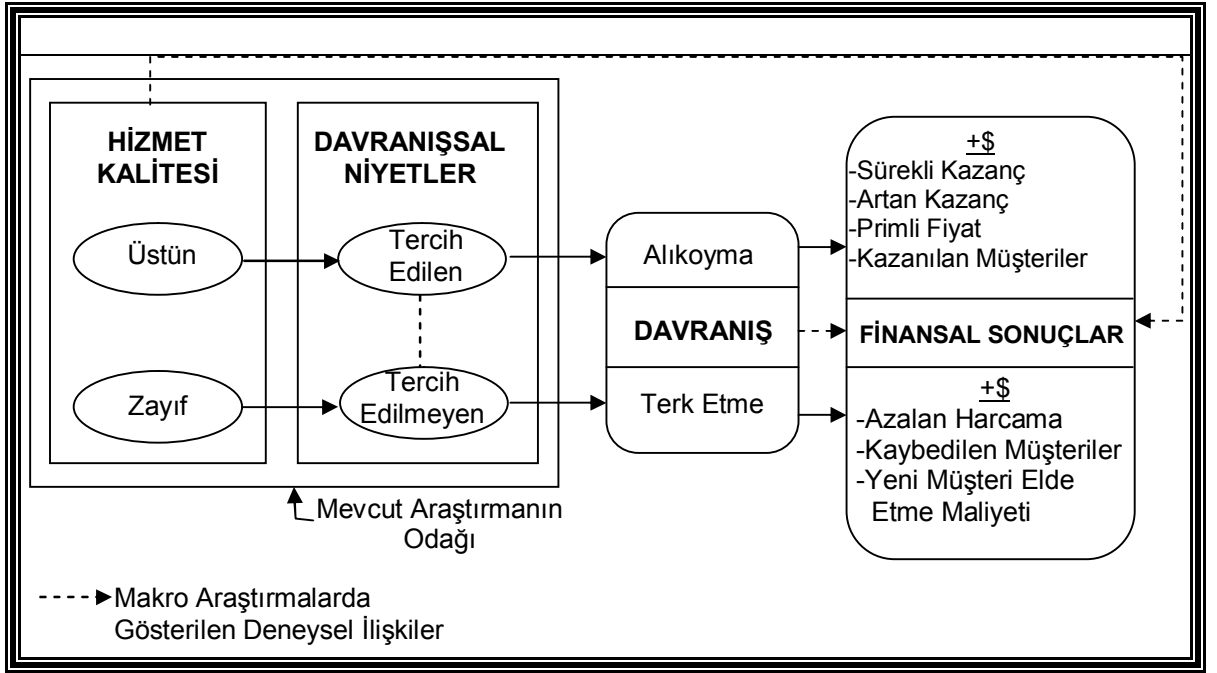 HİZMET
KALİTESİ
Üstün
Zayıf
DAVRANIŞSAL
NİYETLER
Tercih
Edilen
Tercih
Edilmeyen
Alıkoyma
DAVRANIŞ
Terk Etme
+$
-Sürekli Kazanç
-Artan Kazanç
-Primli Fiyat
-Kazanılan Müşteriler
FİNANSAL SONUÇLAR
+$
-Azalan Harcama
-Kaybedilen Müşteriler
-Yeni Müşteri Elde
Etme Maliyeti
Mevcut Araştırmanın
Odağı
Makro Araştırmalarda
Gösterilen Deneysel İlişkiler